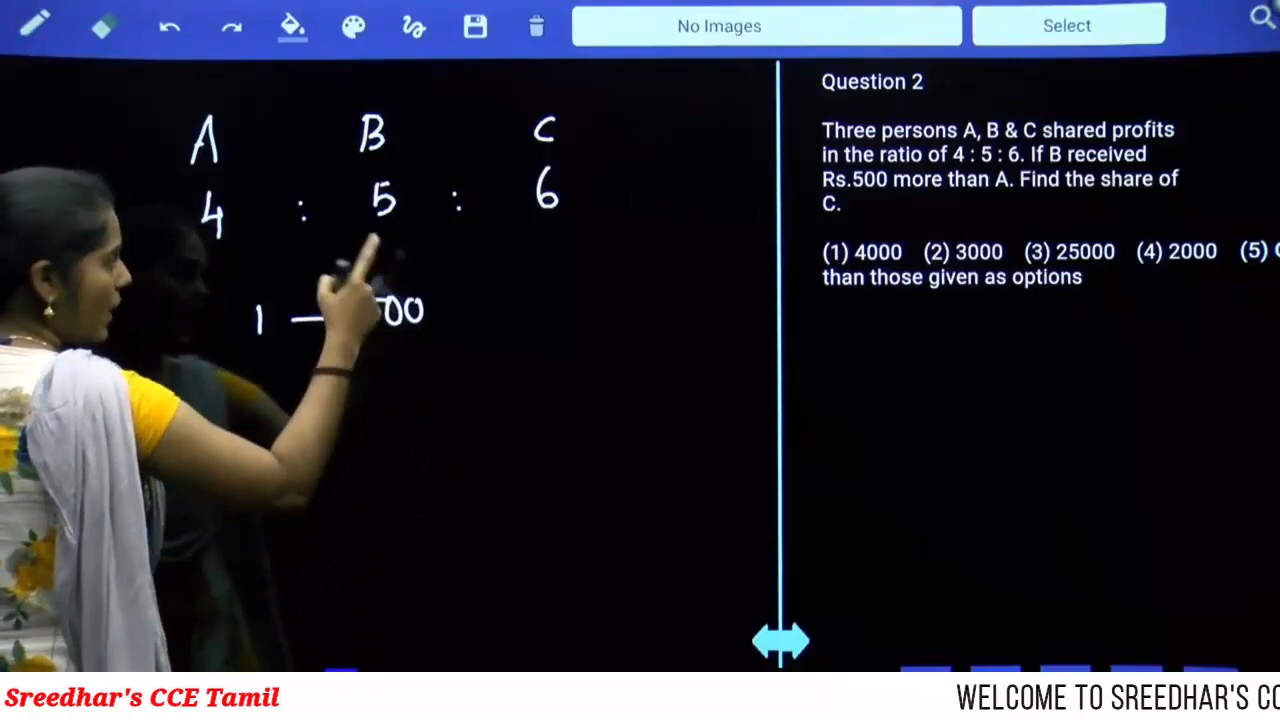 No Images
Select
A B C
4 : 5 : 6
1 — 500
Question 2
Three persons A, B & C shared profits
in the ratio of 4 : 5 : 6. If B received
Rs.500 more than A. Find the share of
C.
(1) 4000 (2) 3000 (3) 25000 (4) 2000 (5)
than those given as options
Sreedhar's CCE Tamil
WELCOME TO SREEDHAR'S